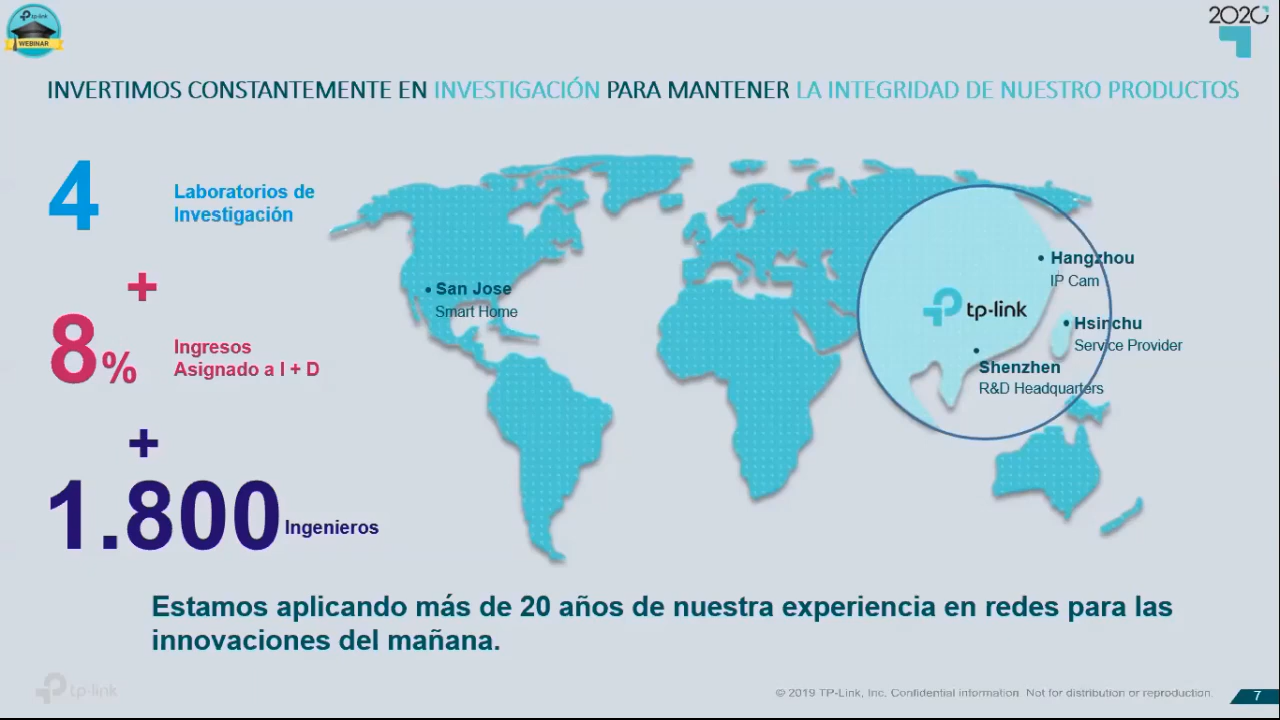 tp-link
WEBINAR
2020
INVERTIMOS CONSTANTEMENTE EN INVESTIGACIÓN PARA MANTENER LA INTEGRIDAD DE NUESTRO PRODUCTOS
4
Laboratorios de
Investigación
+
8%
Ingresos
Asignado a I + D
+
1.800 Ingenieros
San Jose
Smart Home
tp-link
Hangzhou
IP Cam
Hsinchu
Service Provider
Shenzhen
R&D Headquarters
Estamos aplicando más de 20 años de nuestra experiencia en redes para las
innovaciones del mañana.
tp-link
© 2019 TP-Link, Inc. Confidential information Not for distribution or reproduction.
7